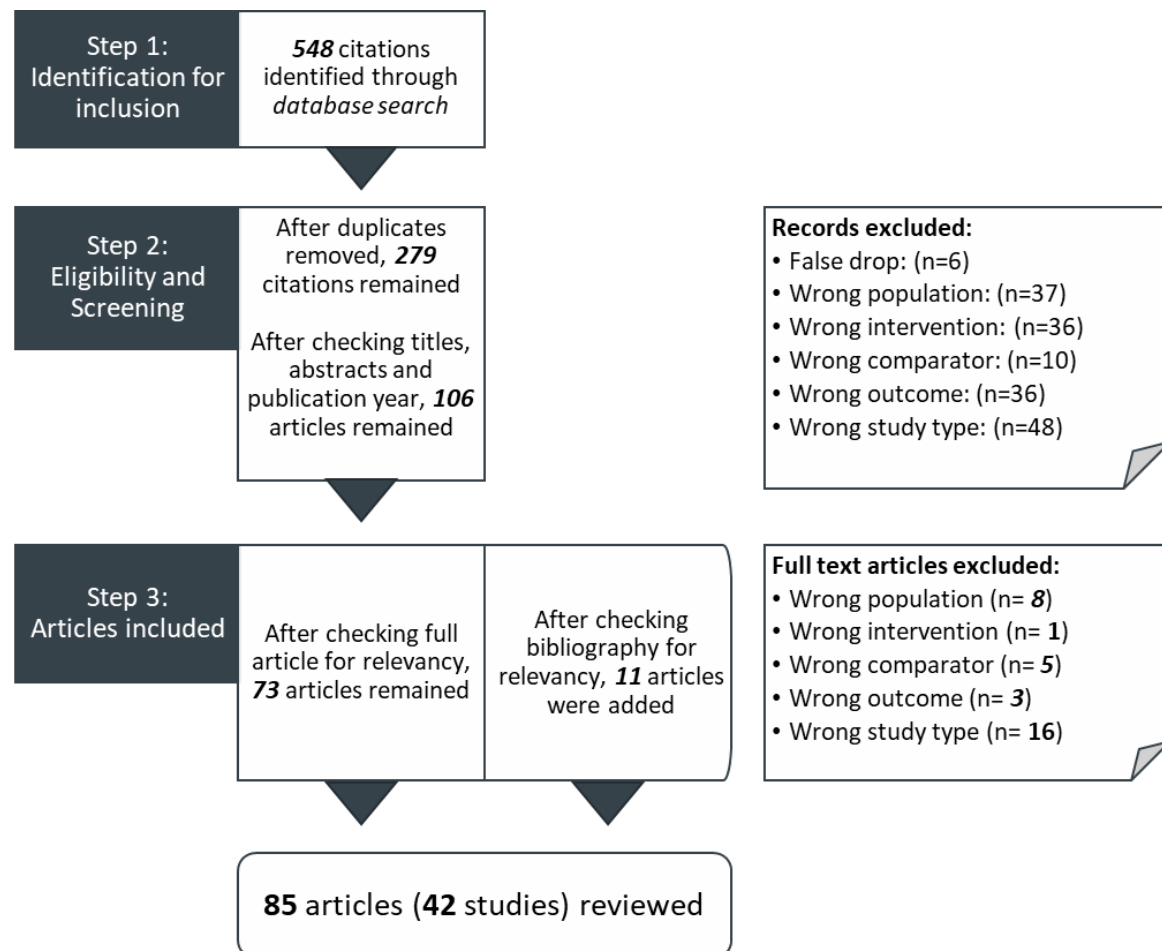 Step 1:
Identification for
inclusion
548 citations
identified through
database search
Step 2:
Eligibility and
Screening
After duplicates
removed, 279
citations remained
After checking titles,
abstracts and
publication year, 106
articles remained
Records excluded:
• False drop: (n=6)
• Wrong population: (n=37)
• Wrong intervention: (n=36)
• Wrong comparator: (n=10)
• Wrong outcome: (n=36)
• Wrong study type: (n=48)
Step 3:
Articles included
After checking full
article for relevancy,
73 articles remained
After checking
bibliography for
relevancy, 11 articles
were added
Full text articles excluded:
• Wrong population (n= 8)
• Wrong intervention (n= 1)
• Wrong comparator (n= 5)
• Wrong outcome (n= 3)
• Wrong study type (n= 16)
85 articles (42 studies) reviewed